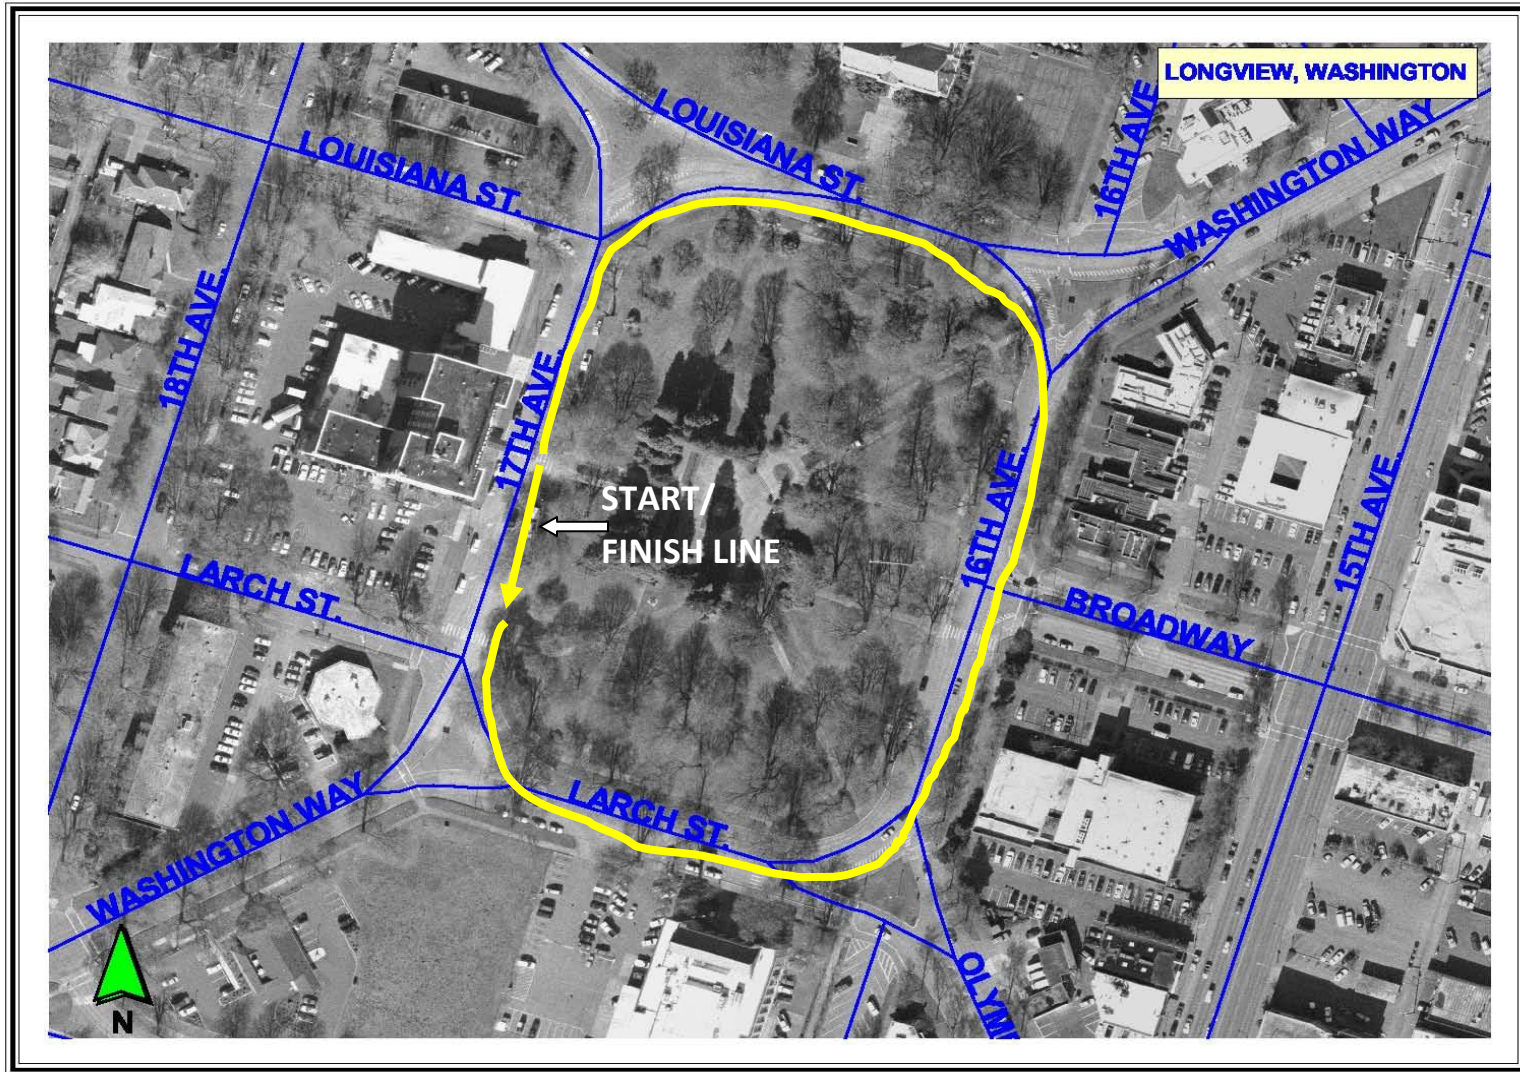 LONGVIEW, WASHINGTON
LOUISIANA ST.
LOUISIANA ST.
16TH AVE
WASHINGTON WAY
18TH AVE.
17TH AVE.
START/
FINISH LINE
16TH AVE.
15TH AVE.
LARCH ST.
BROADWAY
LARCH ST.
WASHINGTON WAY
N